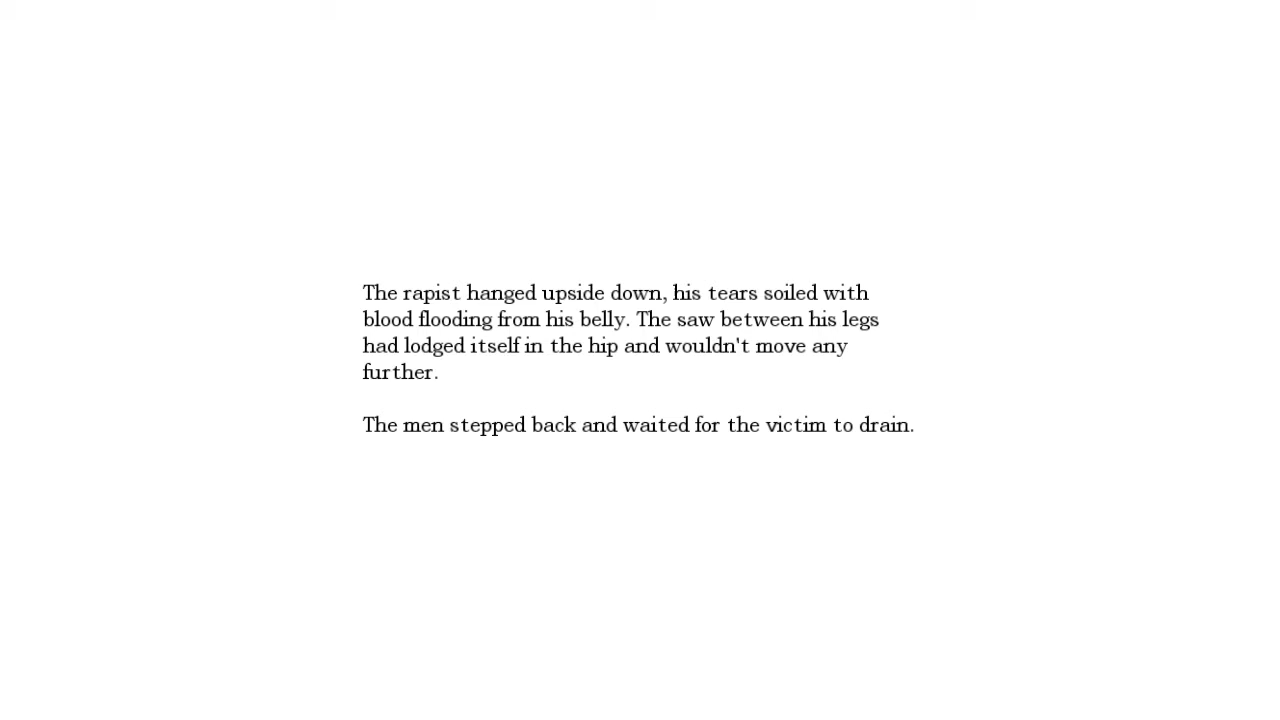 The rapist hanged upside down, his tears soiled with
blood flooding from his belly. The saw between his legs
had lodged itself in the hip and wouldn't move any
further.
The men stepped back and waited for the victim to drain.